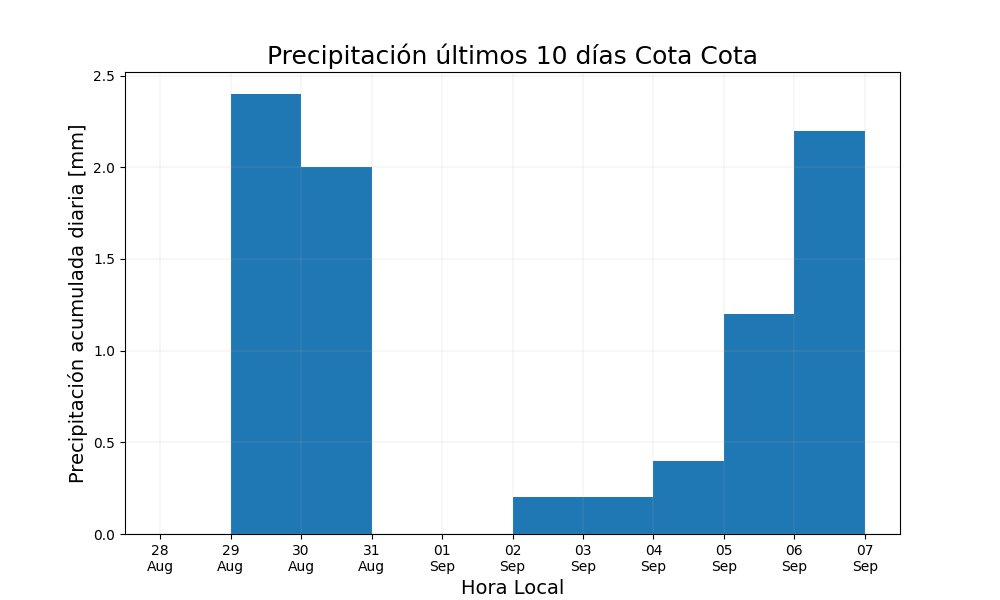 Precipitación últimos 10 días Cota Cota
Precipitación acumulada diaria [mm]
2.5
2.0
1.5
1.0
0.5
0.0
28 29 30 31 01 02 03 04 05 06 07
Aug Aug Aug Aug Sep Sep Sep Sep Sep Sep Sep
Hora Local